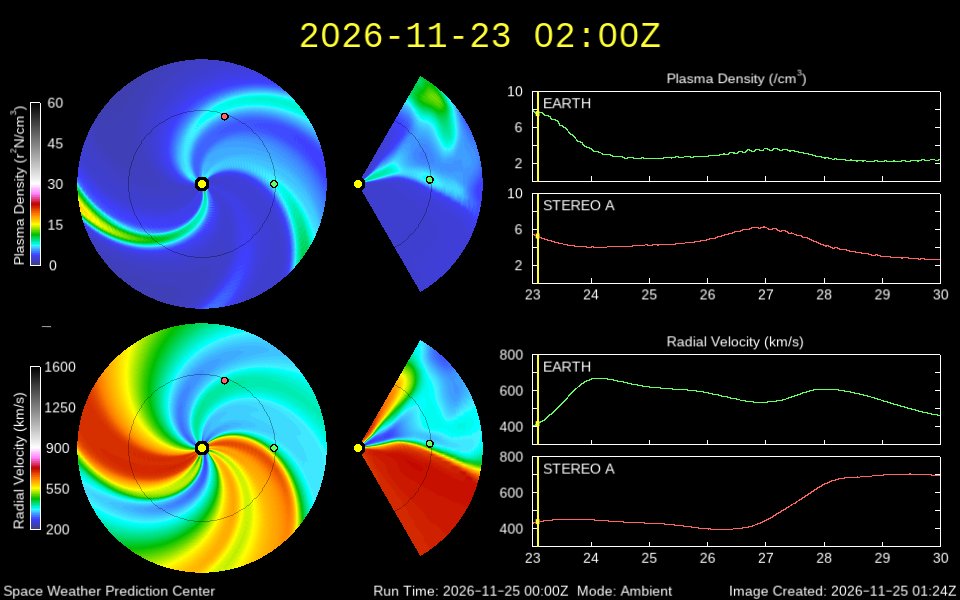 2026-11-23 02:00Z
Plasma Density (r²N/cm³)
60
45
30
15
0
Plasma Density (/cm³)
10
6
2
EARTH
10
6
2
STEREO A
23 24 25 26 27 28 29 30
Radial Velocity (km/s)
1600
1250
900
550
200
Radial Velocity (km/s)
800
600
400
EARTH
800
600
400
STEREO A
23 24 25 26 27 28 29 30
Space Weather Prediction Center Run Time: 2026-11-25 00:00Z Mode: Ambient Image Created: 2026-11-25 01:24Z